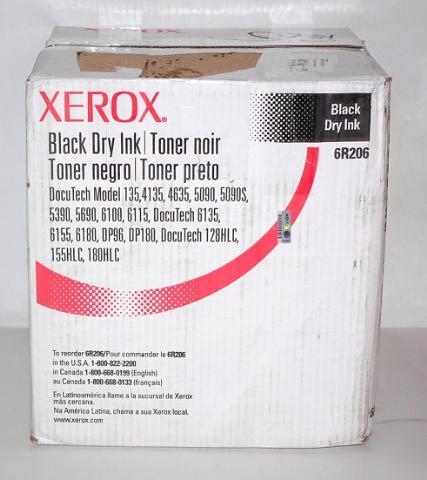 XEROX®
Black
Dry Ink
6R206
Black Dry Ink | Toner noir
Toner negro | Toner preto
DocuTech Model 135,4135, 4635, 5090, 5090S,
5390, 5690, 6100, 6115, DocuTech 6135,
6155, 6180, DP96, DP180, DocuTech 128HLC,
155HLC, 180HLC
To reorder 6R206/Pour commander le 6R206
in the U.S.A. 1-800-822-2200
in Canada 1-800-668-0199 (English)
au Canada 1-800-668-0133 (français)
En Latinoamérica llame a la sucursal de Xerox
más cercana.
Na América Latina, chama a sua Xerox local.
www.xerox.com